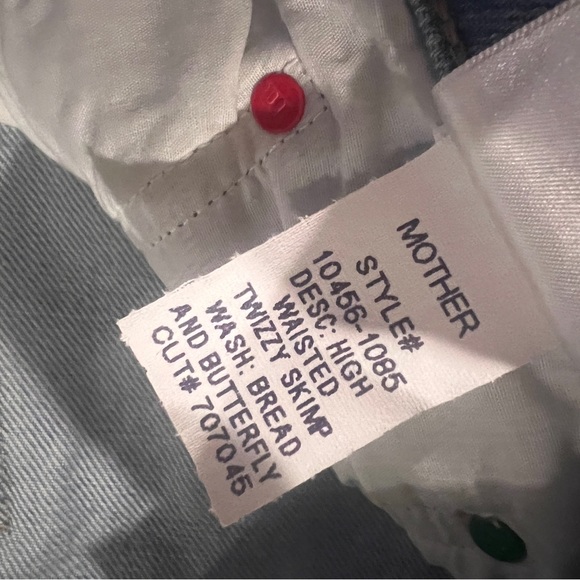 MOTHER
STYLE#
10456-1085
DESC: HIGH
WAISTED
TWIZZY SKIMP
WASH: BREAD
AND BUTTERFLY
CUT# 707045